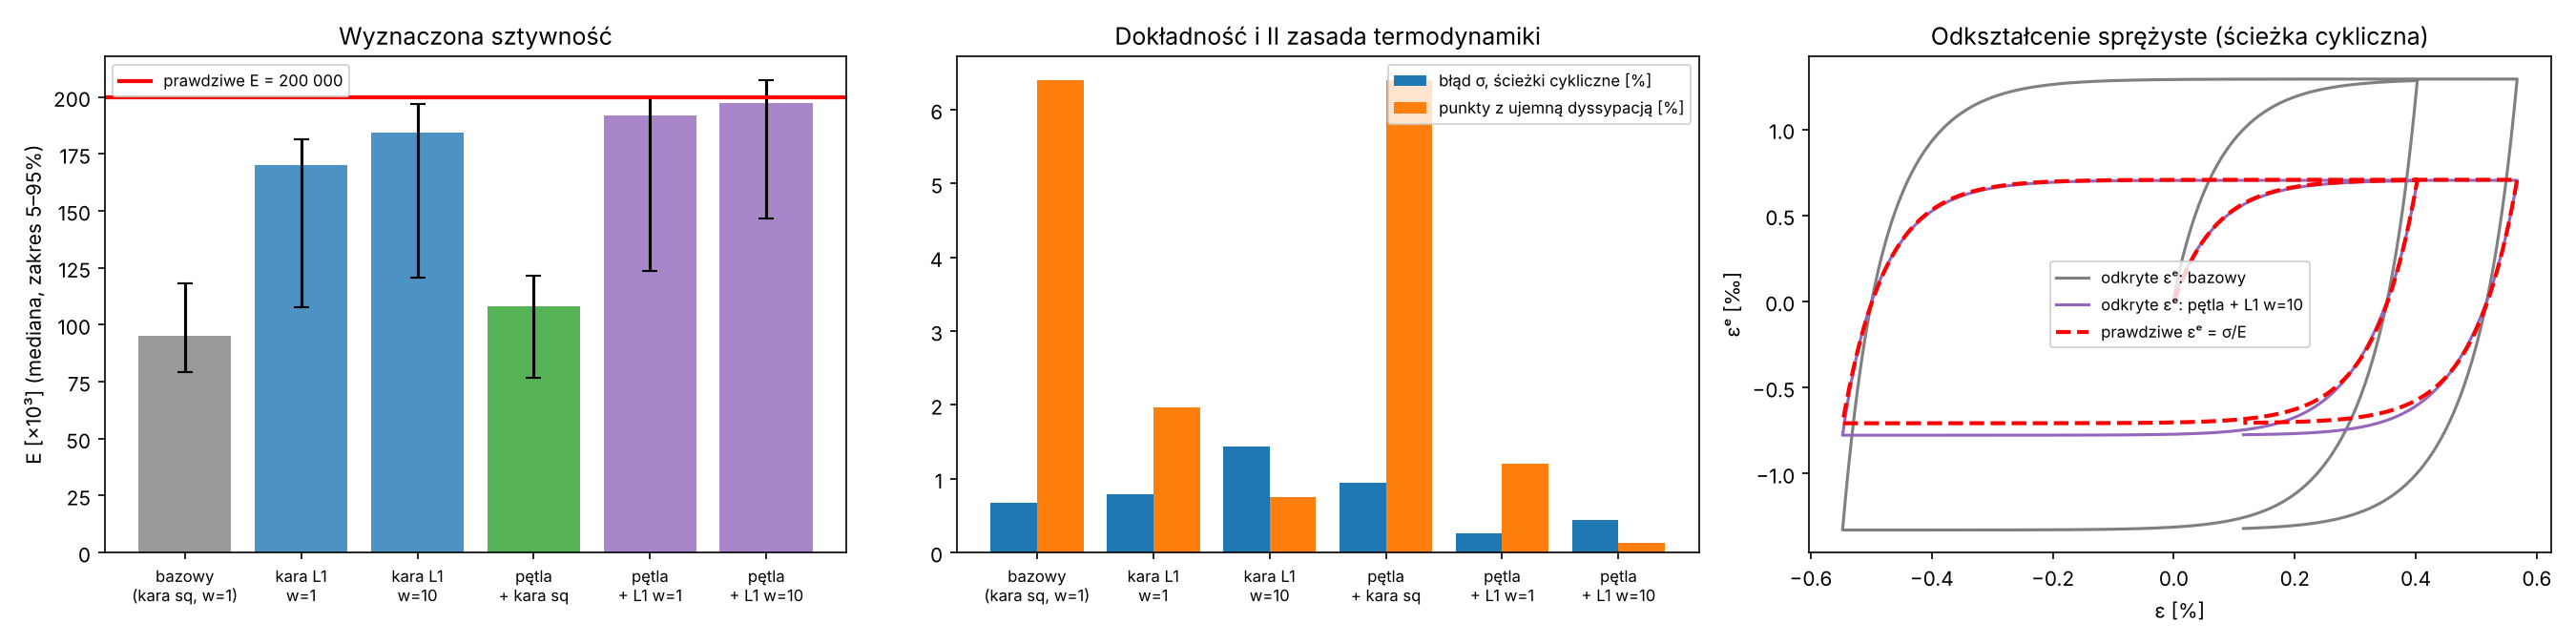 Wyznaczona sztywność
prawdziwe E = 200 000
E [×10³] (mediana, zakres 5–95%)
200
175
150
125
100
75
50
25
0
bazowy
(kara sq, w=1)
kara L1
w=1
kara L1
w=10
pętla
+ kara sq
pętla
+ L1 w=1
pętla
+ L1 w=10
Dokładność i II zasada termodynamiki
błąd σ, ścieżki cykliczne [%]
punkty z ujemną dyssypacją [%]
6
5
4
3
2
1
0
bazowy
(kara sq, w=1)
kara L1
w=1
kara L1
w=10
pętla
+ kara sq
pętla
+ L1 w=1
pętla
+ L1 w=10
Odkształcenie sprężyste (ścieżka cykliczna)
εᵉ [‰]
1.0
0.5
0.0
−0.5
−1.0
odkryte εᵉ: bazowy
odkryte εᵉ: pętla + L1 w=10
prawdziwe εᵉ = σ/E
−0.6
−0.4
−0.2
0.0
0.2
0.4
0.6
ε [%]